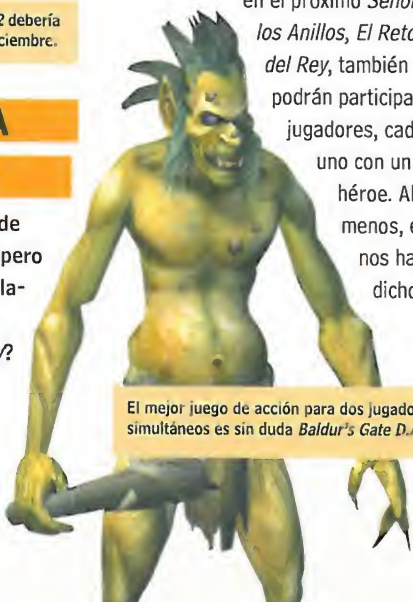 ? debería
ciembre.
A
de
pero
la-
/?
en el próximo Señor
los Anillos, El Reto
del Rey, también
podrán participa
jugadores, cad
uno con un
héroe. Al
menos, e
nos ha
dicho
El mejor juego de acción para dos jugado
simultáneos es sin duda Baldur's Gate D.A